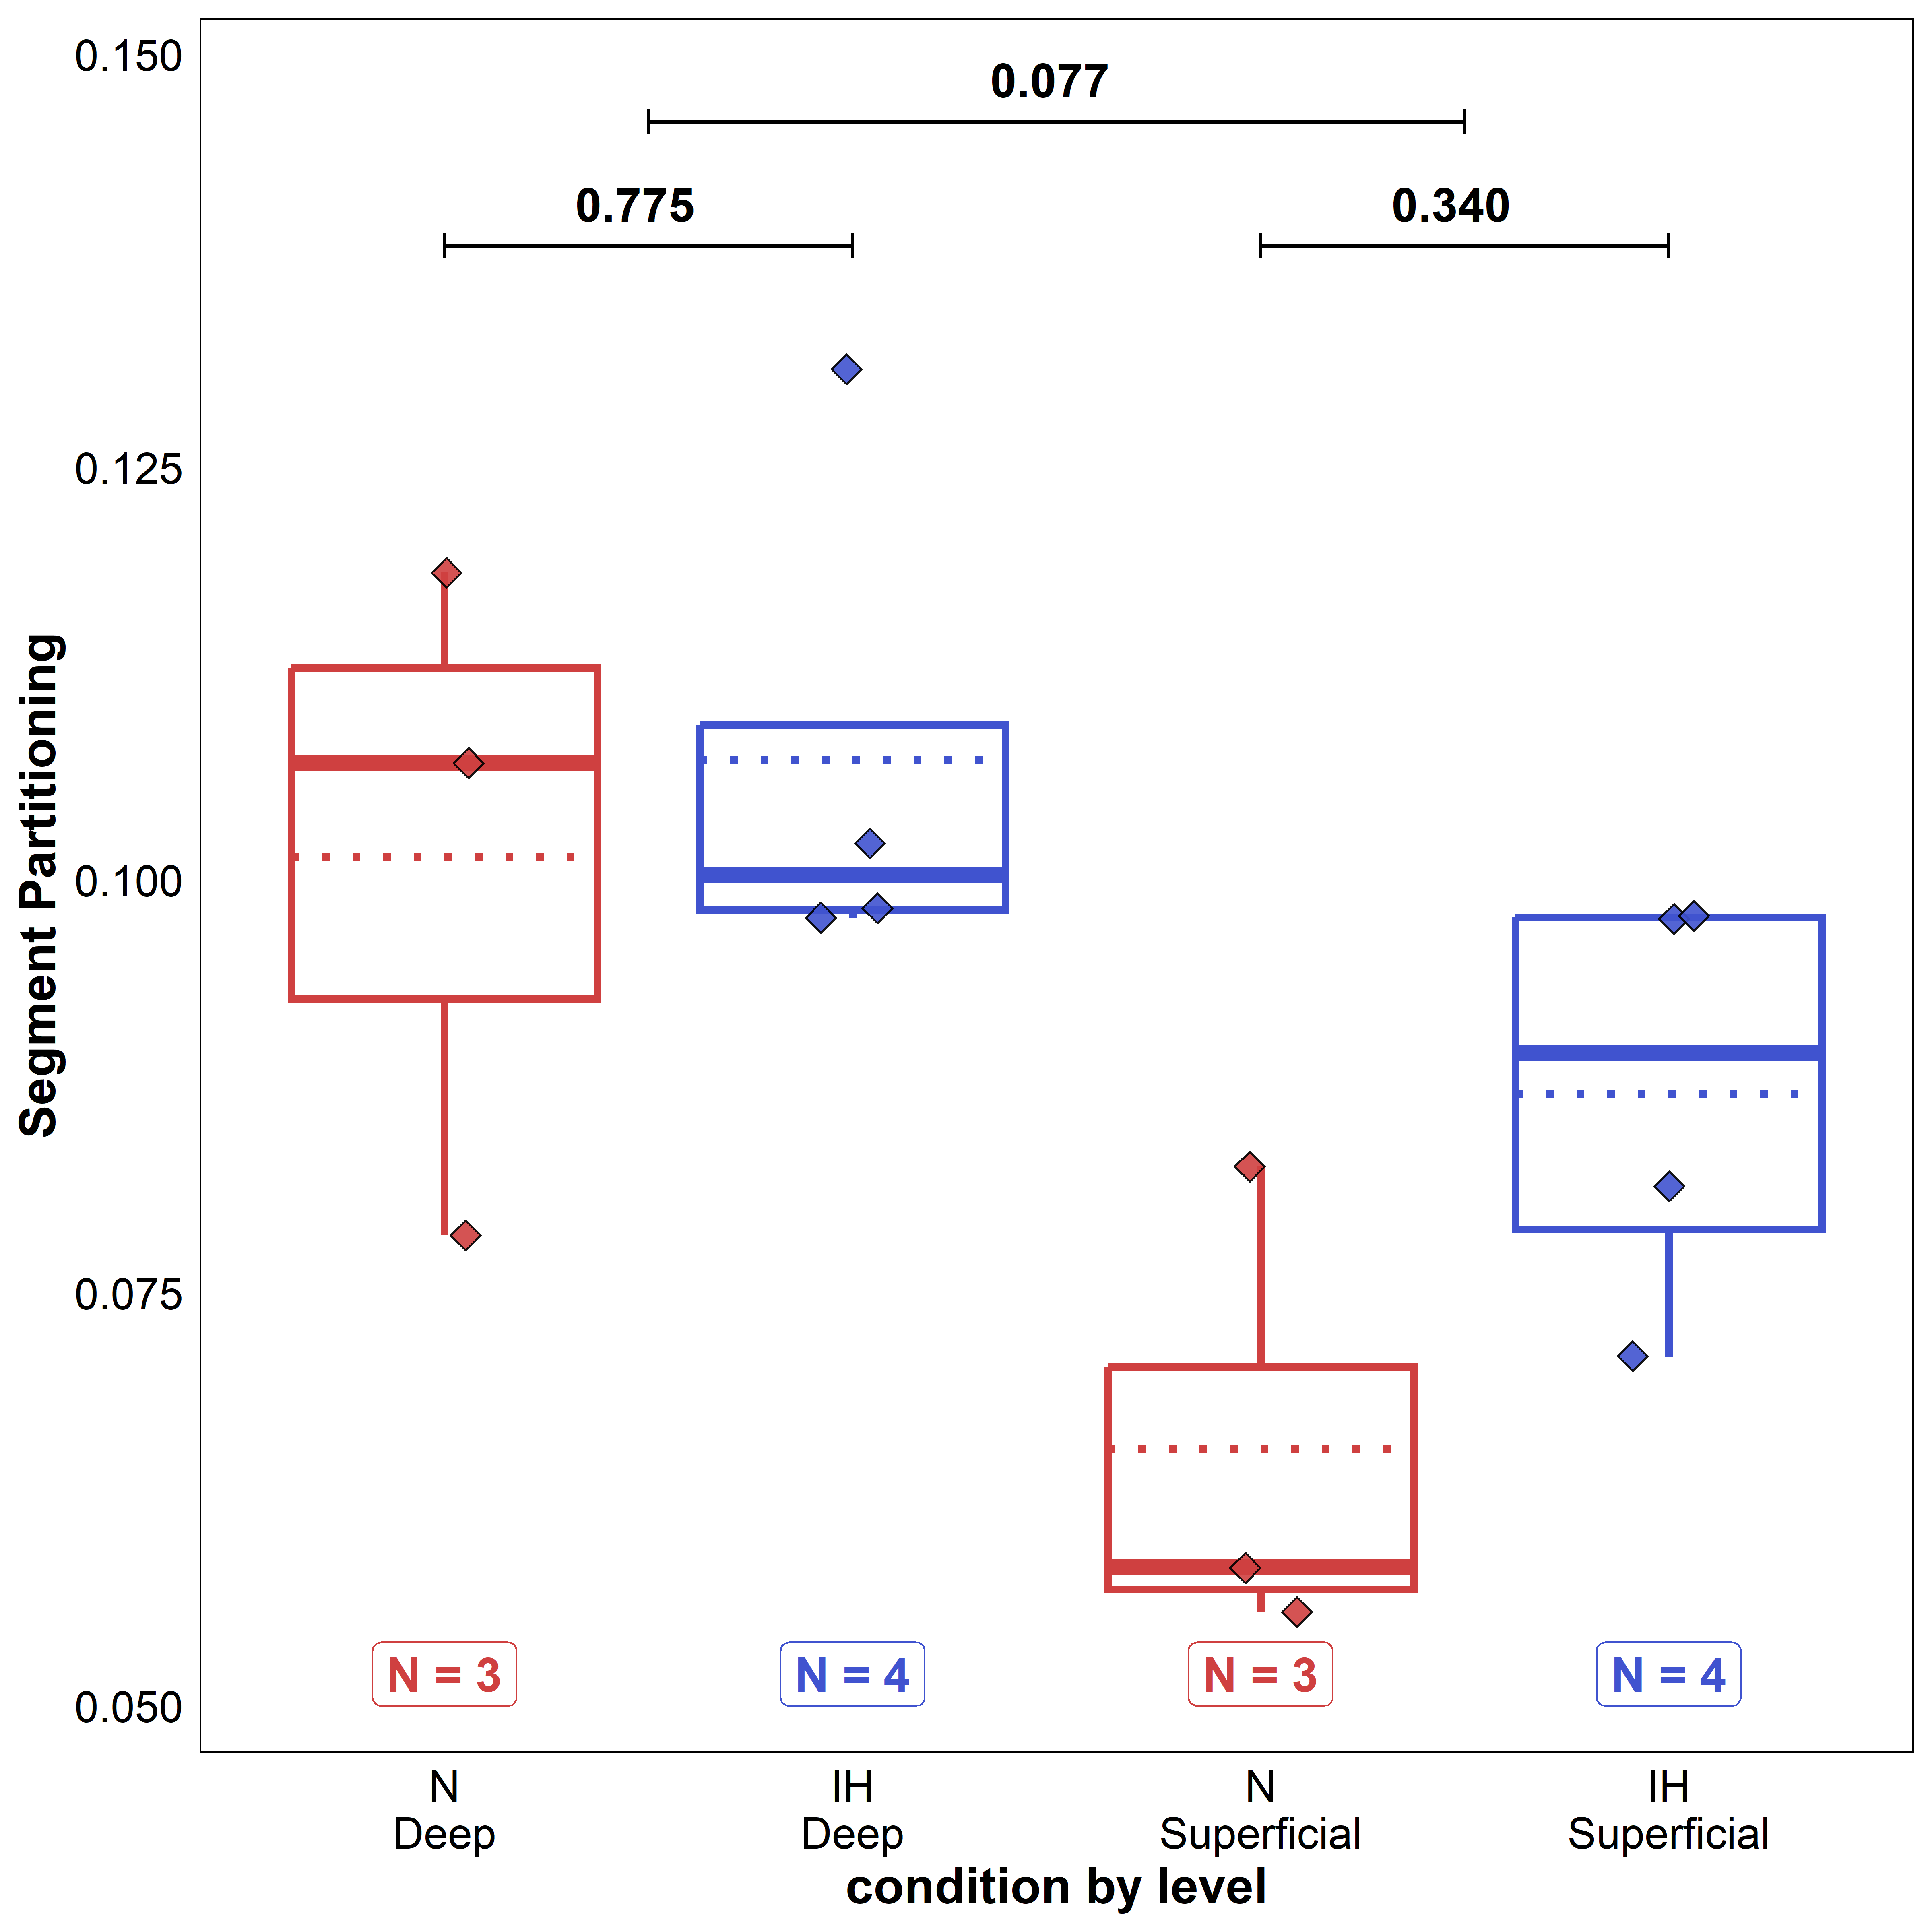 0.150
0.125
0.100
0.075
0.050
Segment Partitioning
0.077
0.775
0.340
N = 3
N = 4
N = 3
N = 4
N
Deep
IH
Deep
N
Superficial
IH
Superficial
condition by level